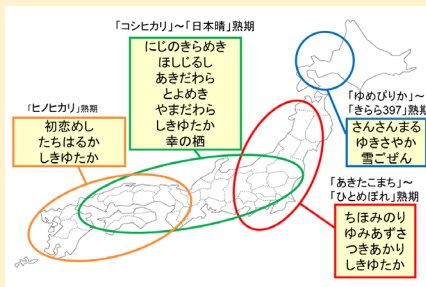 「コシヒカリ」～「日本晴」熟期
にじのきらめき
ほしじるし
あきだわら
とよめき
やまだわら
しきゆたか
幸の栖
「ヒノヒカリ」熟期
初恋めし
たちはるか
しきゆたか
「ゆめぴりか」～
「きらら397」熟期
さんさんまる
ゆきさやか
雪ごぜん
「あきたこまち」～
「ひとめぼれ」熟期
ちほみのり
ゆみあずさ
つきあかり
しきゆたか